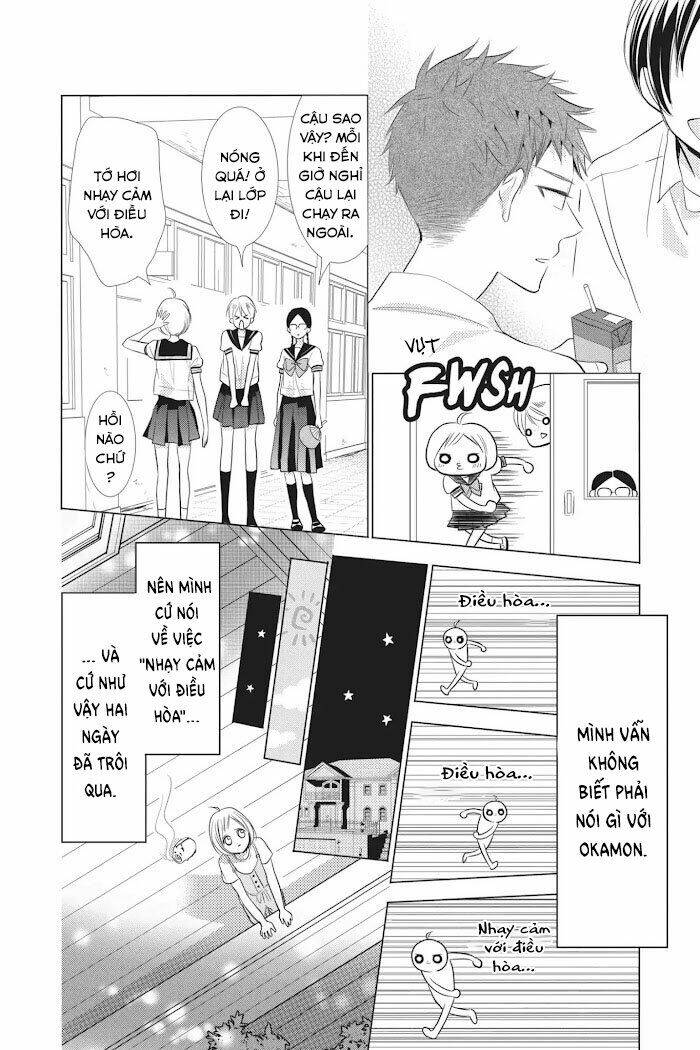 VỤT
FWSH
CẬU SAO
VẬY? MỖI
KHI ĐẾN
GIỜ NGHỈ
CẬU LẠI
CHẠY RA
NGOÀI.
NÓNG
QUÁ! Ở
LẠI LỚP
ĐI!
TỚ HƠI
NHẠY CẢM
VỚI ĐIỀU
HÒA.
HỒI
NÀO
CHỨ
?
MÌNH VẪN
KHÔNG
BIẾT PHẢI
NÓI GÌ VỚI
OKAMON.
Điều hòa...
Điều hòa...
Nhạy cảm
với điều
hòa...
NÊN MÌNH
CỨ NÓI
VỀ VIỆC
"NHẠY CẢM
VỚI ĐIỀU
HÒA"...
... VÀ
CỨ NHƯ
VẬY HAI
NGÀY
ĐÃ TRÔI
QUA.